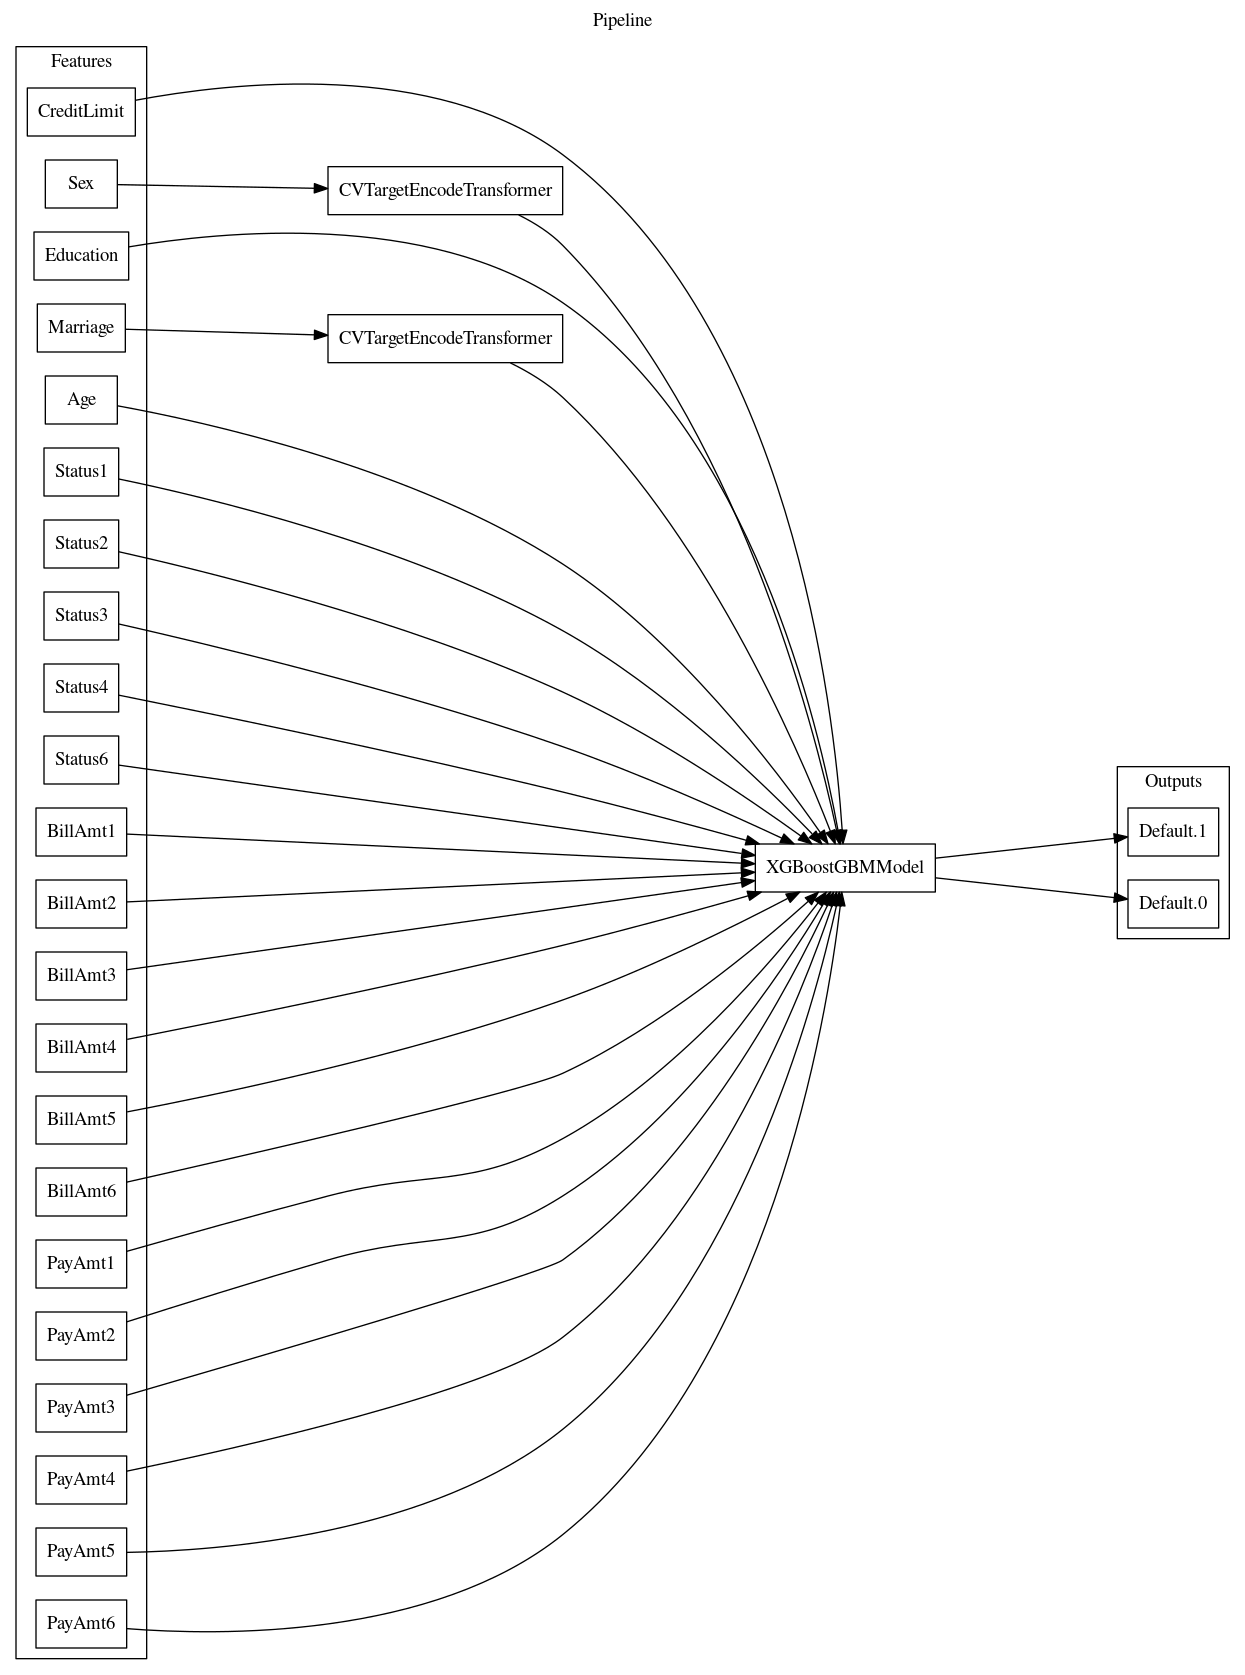 Pipeline
Features
CreditLimit
Sex
CVTargetEncodeTransformer
Education
Marriage
CVTargetEncodeTransformer
Age
Status1
Status2
Status3
Status4
Status6
BillAmt1
BillAmt2
BillAmt3
BillAmt4
BillAmt5
BillAmt6
PayAmt1
PayAmt2
PayAmt3
PayAmt4
PayAmt5
PayAmt6
XGBoostGBMModel
Outputs
Default.1
Default.0